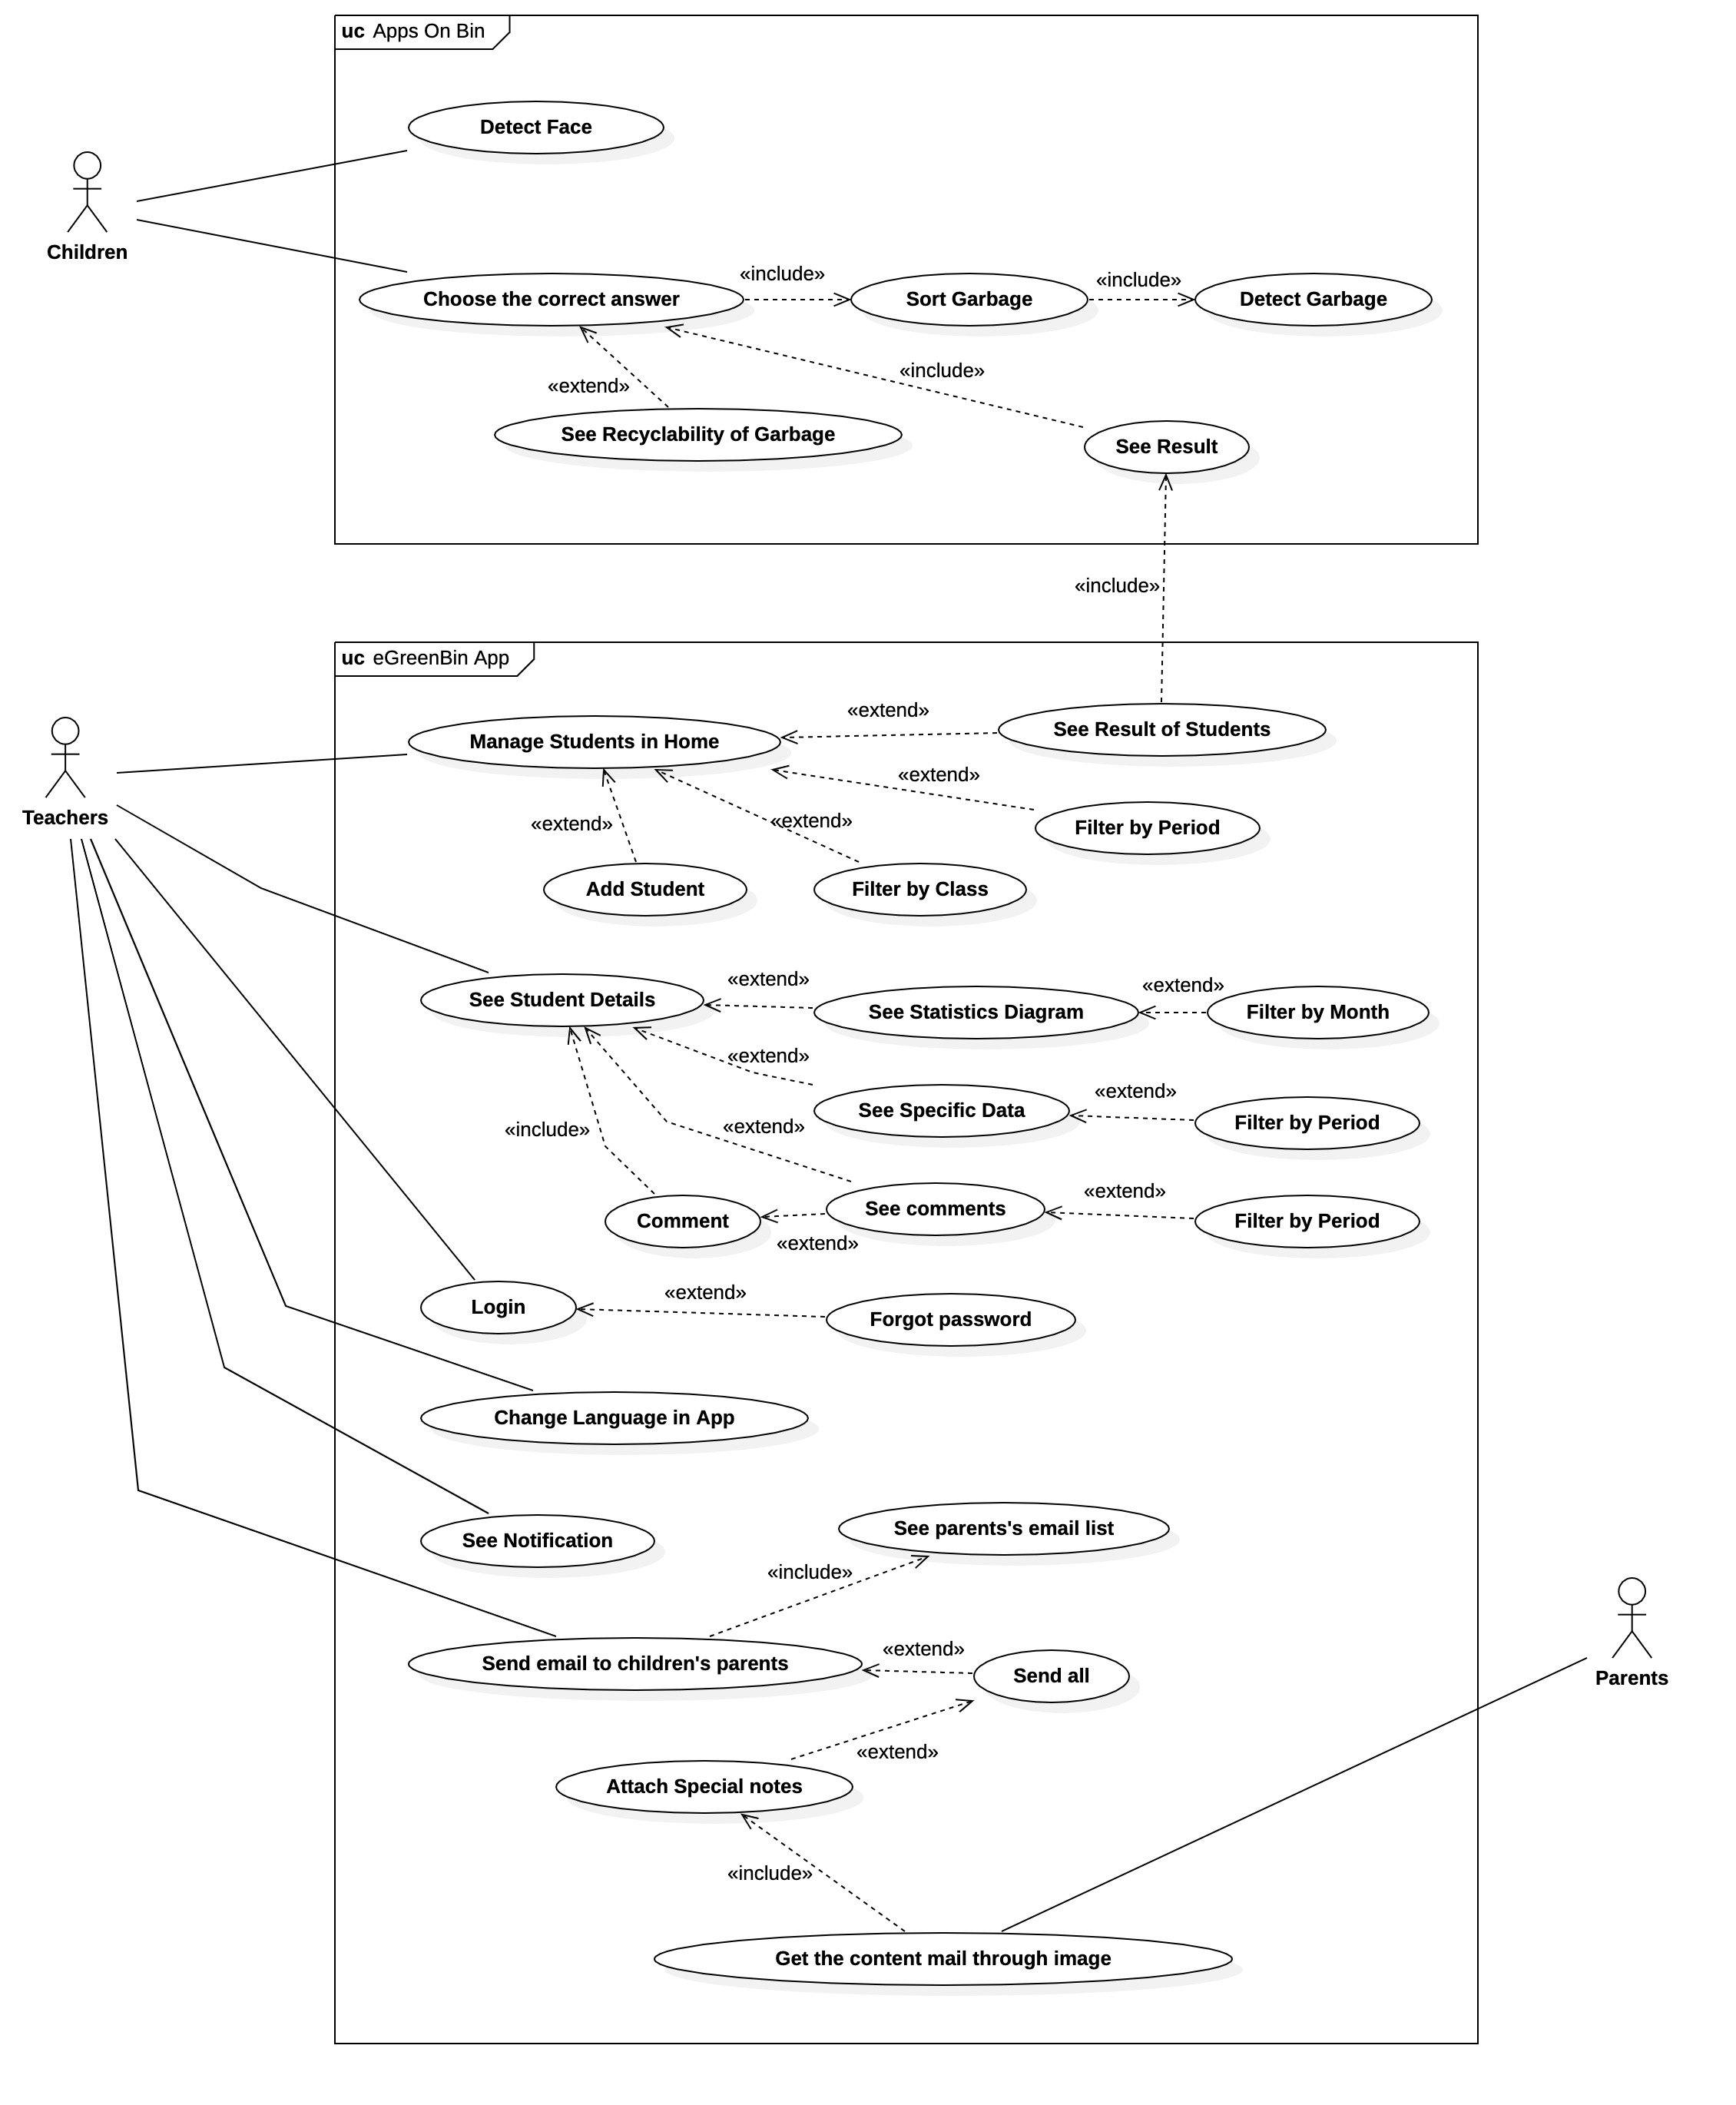 uc Apps On Bin
Detect Face
Children
Choose the correct answer
«include»
Sort Garbage
«include»
Detect Garbage
«extend»
«include»
See Recyclability of Garbage
See Result
«include»
uc eGreenBin App
Teachers
Manage Students in Home
«extend»
See Result of Students
«extend»
Filter by Period
«extend»
«extend»
Add Student
Filter by Class
See Student Details
«extend»
See Statistics Diagram
«extend»
Filter by Month
«extend»
See Specific Data
«extend»
Filter by Period
«include»
«extend»
Comment
See comments
«extend»
Filter by Period
«extend»
Login
«extend»
Forgot password
Change Language in App
See Notification
See parents's email list
«include»
Send email to children's parents
«extend»
Send all
Parents
«extend»
Attach Special notes
«include»
Get the content mail through image